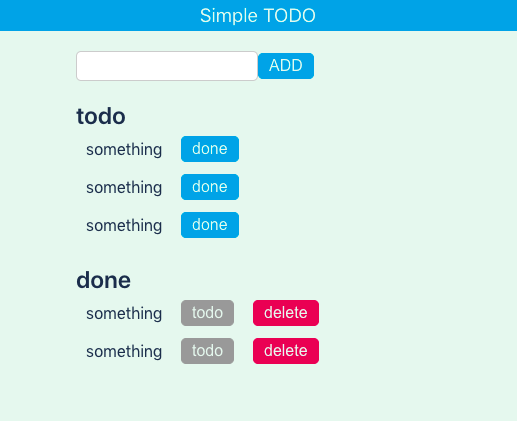 Simple TODO
ADD
todo
something done
something done
something done
done
something todo delete
something todo delete